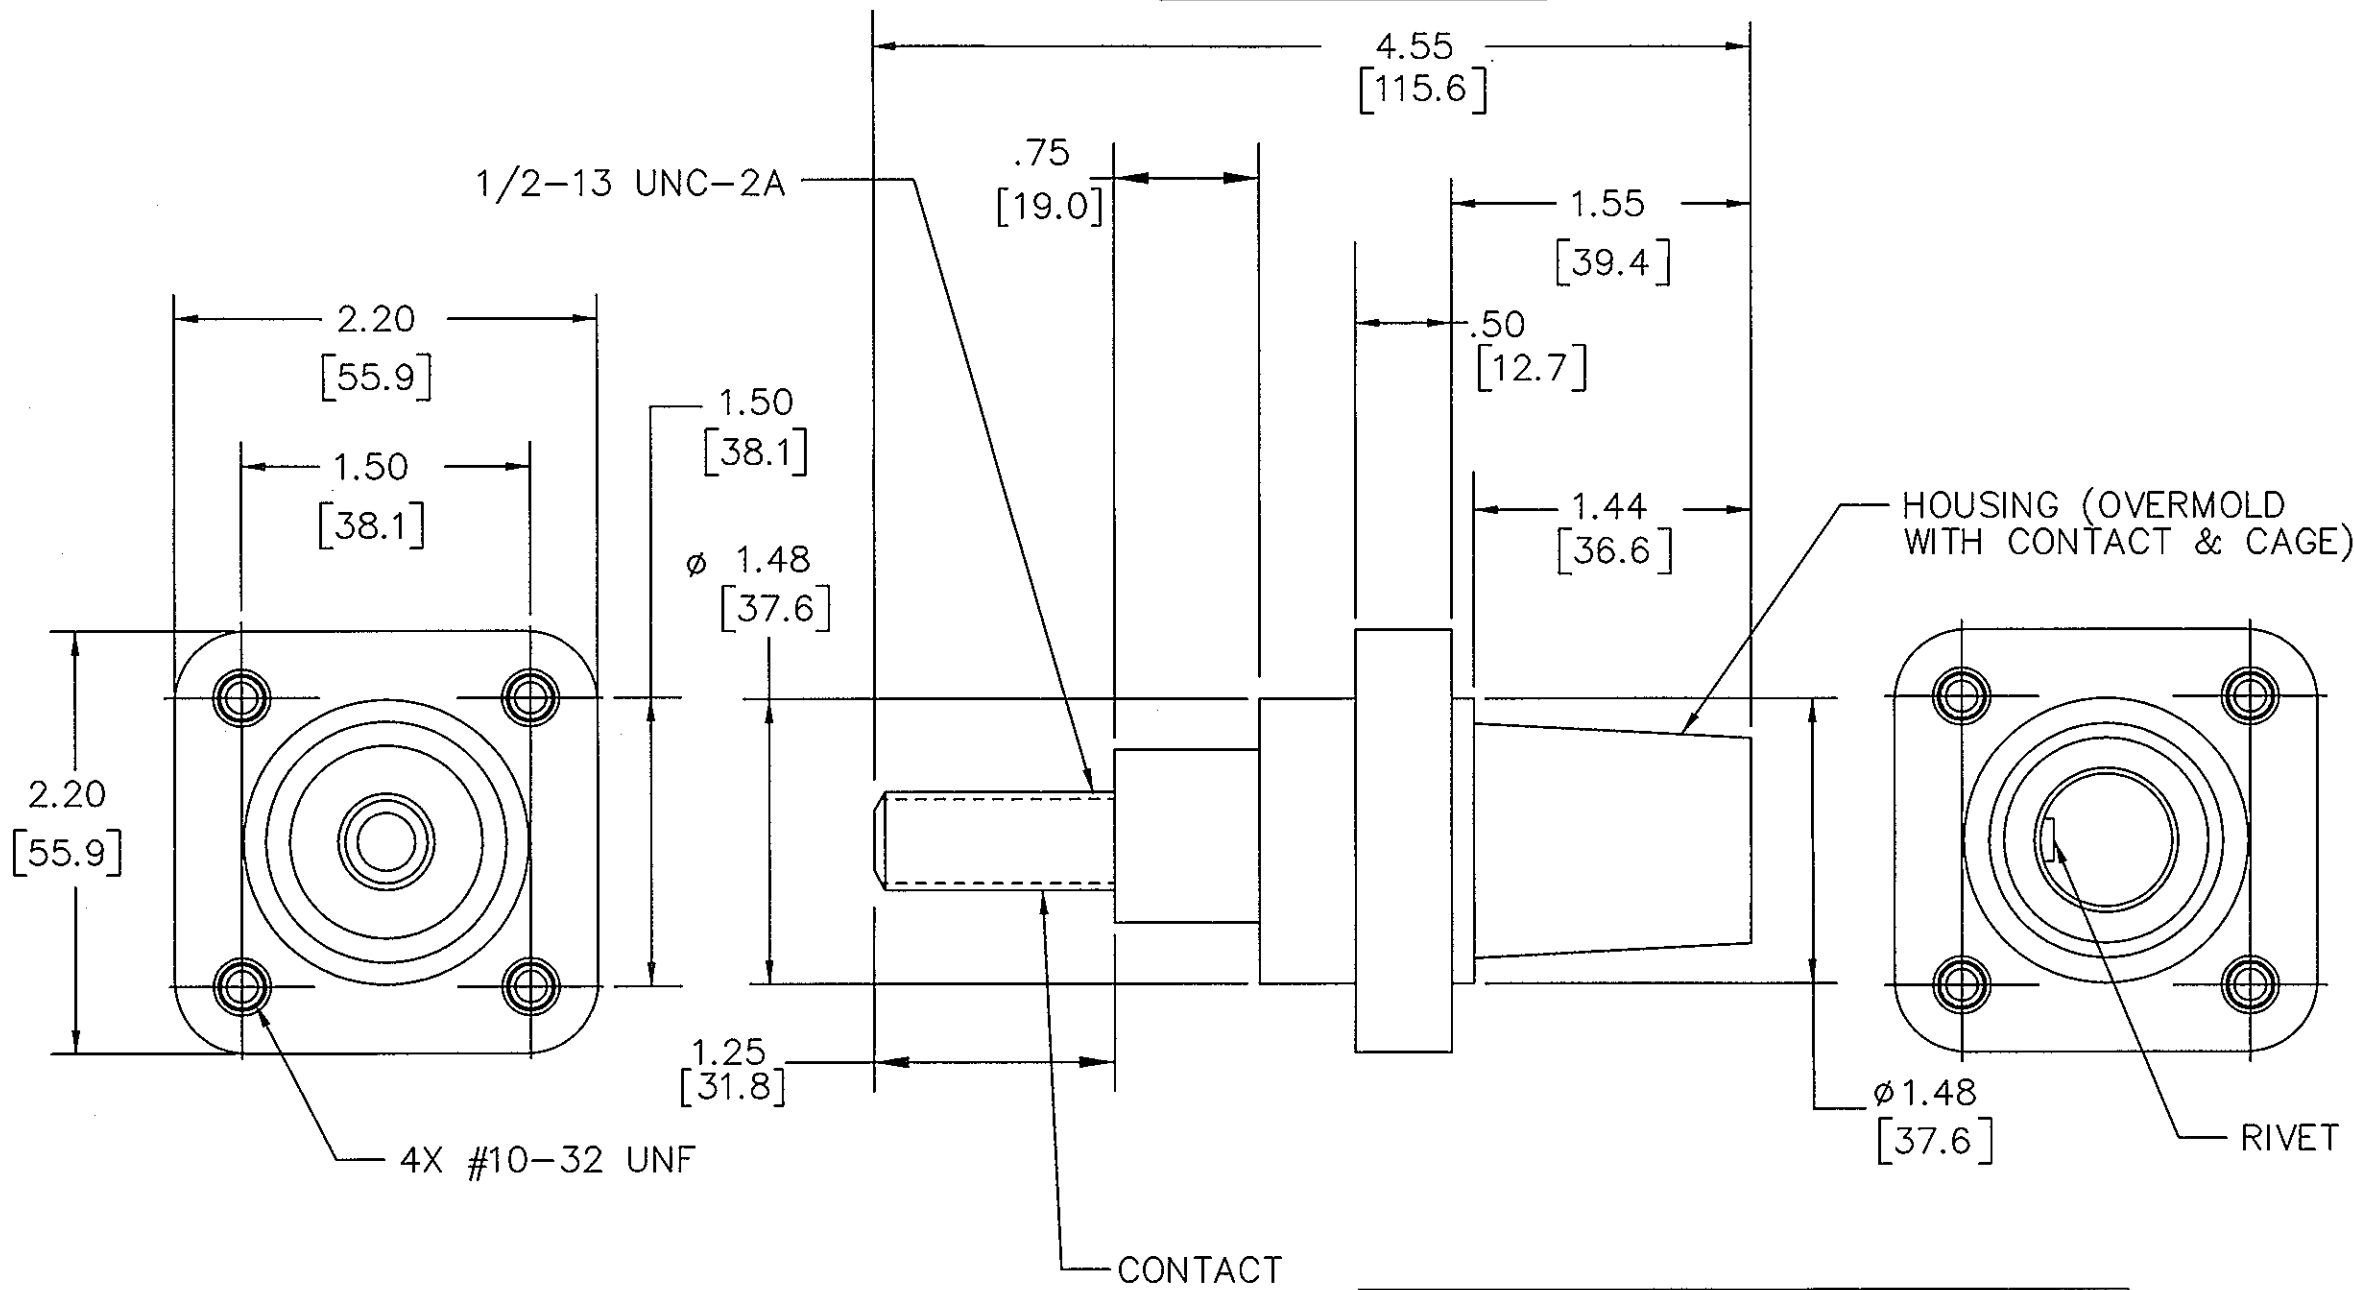 4.55
[115.6]
.75
[19.0]
1/2-13 UNC-2A
1.55
[39.4]
2.20
[55.9]
.50
[12.7]
1.50
[38.1]
1.50
[38.1]
1.44
[36.6]
HOUSING (OVERMOLD
WITH CONTACT & CAGE)
ø 1.48
[37.6]
2.20
[55.9]
1.25
[31.8]
ø1.48
[37.6]
RIVET
4X #10-32 UNF
CONTACT